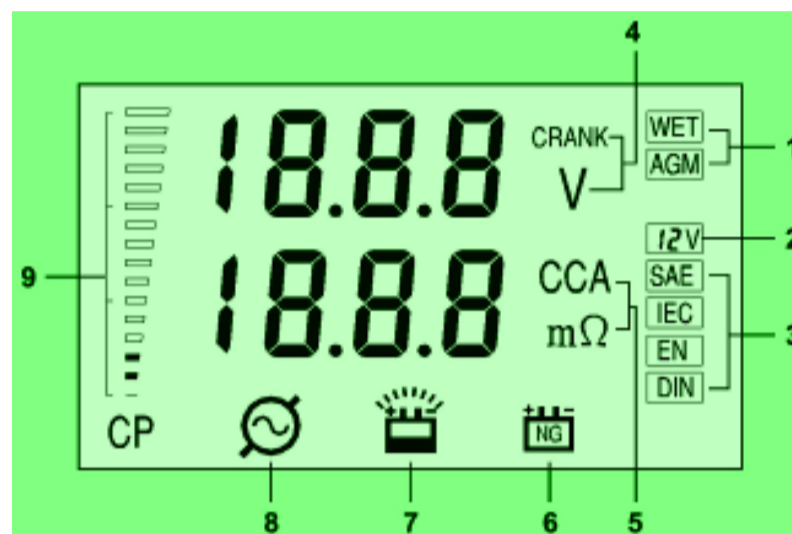 4
18.8.8
CRANK
V
WET
AGM
1
12V
2
18.8.8
CCA
mΩ
SAE
IEC
EN
DIN
3
9
CP
+ -
+ -
NG
8
7
6
5